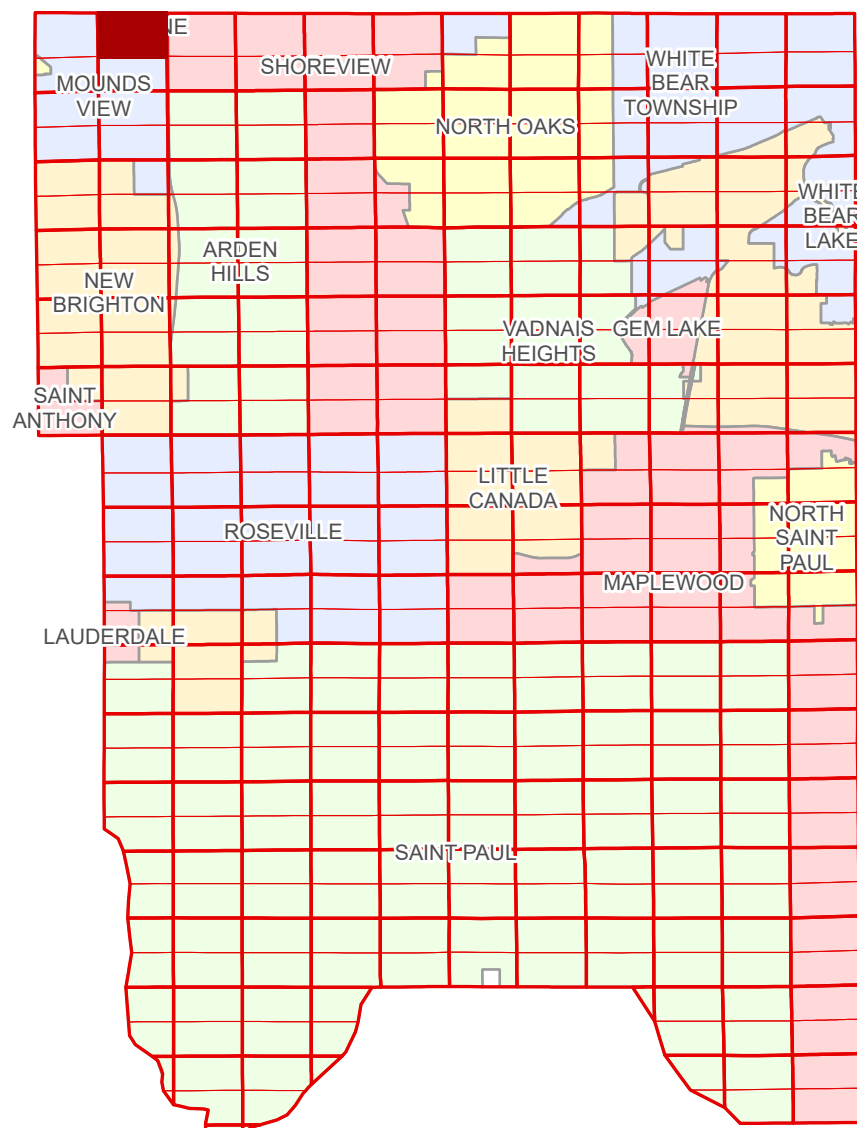 NE
SHOREVIEW
MOUNDS
VIEW
WHITE
BEAR
TOWNSHIP
NORTH OAKS
WHITE
BEAR
LAKE
ARDEN
HILLS
NEW
BRIGHTON
VADNAIS
HEIGHTS
GEM LAKE
SAINT
ANTHONY
LITTLE
CANADA
NORTH
SAINT
PAUL
ROSEVILLE
MAPLEWOOD
LAUDERDALE
SAINT PAUL